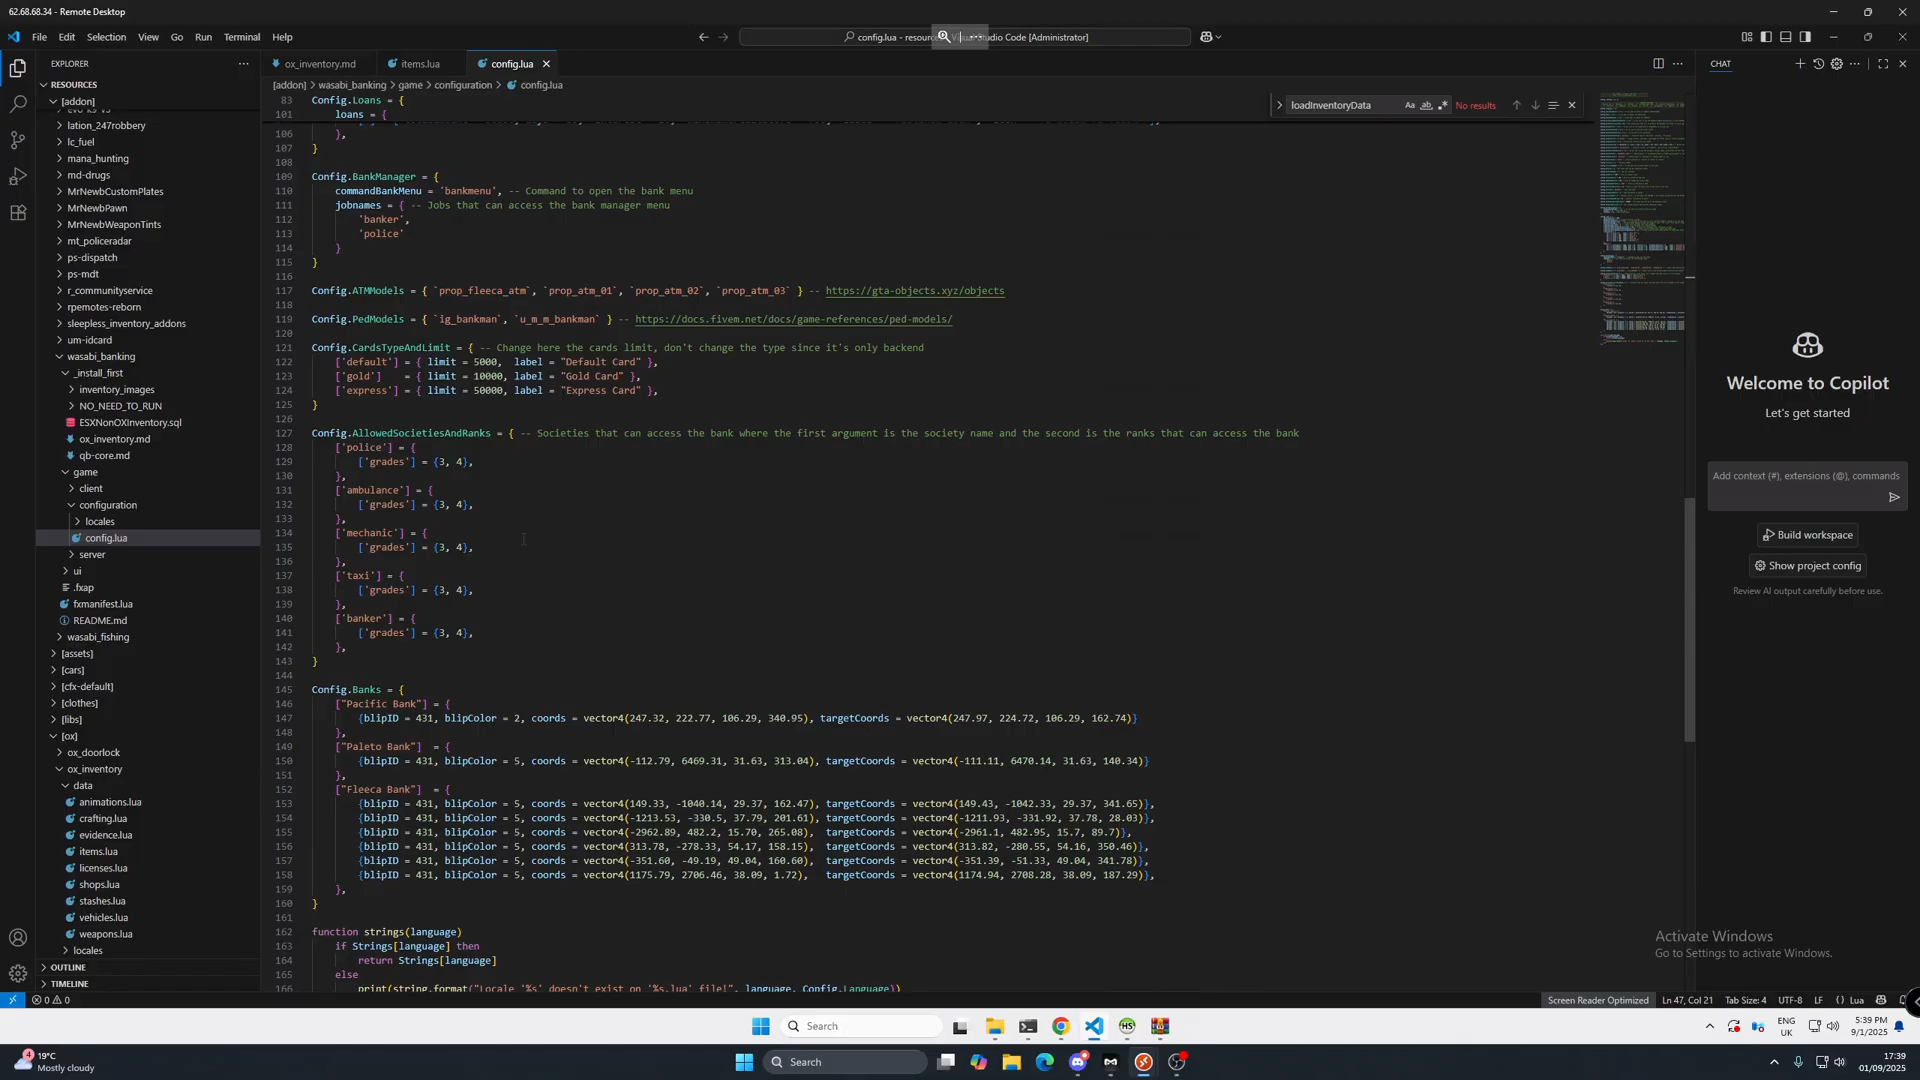 62.68.68.34 - Remote Desktop
File Edit Selection View Go Run Terminal Help
config.lua - resource
Studio Code [Administrator]
EXPLORER
RESOURCES
[addon]
lation_247robbery
lc_fuel
mana_hunting
md-drugs
MrNewbCustomPlates
MrNewbPawn
MrNewbWeaponTints
mt_policeradar
ps-dispatch
ps-mdt
r_communityservice
rpemotes-reborn
sleepless_inventory_addons
um-idcard
wasabi_banking
_install_first
inventory_images
NO_NEED_TO_RUN
ESXNonOXInventory.sql
ox_inventory.md
qb-core.md
game
client
configuration
locales
config.lua
server
ui
.fxap
fxmanifest.lua
README.md
wasabi_fishing
[assets]
[cars]
[cfx-default]
[clothes]
[libs]
[ox]
ox_doorlock
ox_inventory
data
animations.lua
crafting.lua
evidence.lua
items.lua
licenses.lua
shops.lua
stashes.lua
vehicles.lua
weapons.lua
locales
OUTLINE
TIMELINE
ox_inventory.md items.lua config.lua
[addon] > wasabi_banking > game > configuration > config.lua
loadInventoryData Aa ab No results
83 Config.Loans = {
101 loans = {
106 },
107 }
108
109 Config.BankManager = {
110 commandBankMenu = 'bankmenu', -- Command to open the bank menu
111 jobnames = { -- Jobs that can access the bank manager menu
112 'banker',
113 'police'
114 }
115 }
116
117 Config.ATMModels = { `prop_fleeca_atm`, `prop_atm_01`, `prop_atm_02`, `prop_atm_03` } -- https://gta-objects.xyz/objects
118
119 Config.PedModels = { `ig_bankman`, `u_m_m_bankman` } -- https://docs.fivem.net/docs/game-references/ped-models/
120
121 Config.CardsTypeAndLimit = { -- Change here the cards limit, don't change the type since it's only backend
122 ['default'] = { limit = 5000, label = "Default Card" },
123 ['gold'] = { limit = 10000, label = "Gold Card" },
124 ['express'] = { limit = 50000, label = "Express Card" },
125 }
126
127 Config.AllowedSocietiesAndRanks = { -- Societies that can access the bank where the first argument is the society name and the second is the ranks that can access the bank
128 ['police'] = {
129 ['grades'] = {3, 4},
130 },
131 ['ambulance'] = {
132 ['grades'] = {3, 4},
133 },
134 ['mechanic'] = {
135 ['grades'] = {3, 4},
136 },
137 ['taxi'] = {
138 ['grades'] = {3, 4},
139 },
140 ['banker'] = {
141 ['grades'] = {3, 4},
142 },
143 }
144
145 Config.Banks = {
146 ["Pacific Bank"] = {
147 {blipID = 431, blipColor = 2, coords = vector4(247.32, 222.77, 106.29, 340.95), targetCoords = vector4(247.97, 224.72, 106.29, 162.74)}
148 },
149 ["Paleto Bank"] = {
150 {blipID = 431, blipColor = 5, coords = vector4(-112.79, 6469.31, 31.63, 313.04), targetCoords = vector4(-111.11, 6470.14, 31.63, 140.34)}
151 },
152 ["Fleeca Bank"] = {
153 {blipID = 431, blipColor = 5, coords = vector4(149.33, -1040.14, 29.37, 162.47), targetCoords = vector4(149.43, -1042.33, 29.37, 341.65)},
154 {blipID = 431, blipColor = 5, coords = vector4(-1213.53, -330.5, 37.79, 201.61), targetCoords = vector4(-1211.93, -331.92, 37.78, 28.03)},
155 {blipID = 431, blipColor = 5, coords = vector4(-2962.89, 482.2, 15.70, 265.08), targetCoords = vector4(-2961.1, 482.95, 15.7, 89.7)},
156 {blipID = 431, blipColor = 5, coords = vector4(313.78, -278.33, 54.17, 158.15), targetCoords = vector4(313.82, -280.55, 54.16, 350.46)},
157 {blipID = 431, blipColor = 5, coords = vector4(-351.60, -49.19, 49.04, 160.60), targetCoords = vector4(-351.39, -51.33, 49.04, 341.78)},
158 {blipID = 431, blipColor = 5, coords = vector4(1175.79, 2706.46, 38.09, 1.72), targetCoords = vector4(1174.94, 2708.28, 38.09, 187.29)},
159 },
160 }
161
162 function strings(language)
163 if Strings[language] then
164 return Strings[language]
165 else
166 print(string.format("Locale '%s' doesn't exist on '%s.lua' file!", language, Config.Language))
CHAT
Welcome to Copilot
Let's get started
Add context (#), extensions (@), commands
Build workspace
Show project config
Review AI output carefully before use.
Activate Windows
Go to Settings to activate Windows.
0 0
Screen Reader Optimized Ln 47, Col 21 Tab Size: 4 UTF-8 LF {} Lua
Search
HS
ENG
UK
5:39 PM
9/1/2025
4
19°C
Mostly cloudy
Search
17:39
01/09/2025